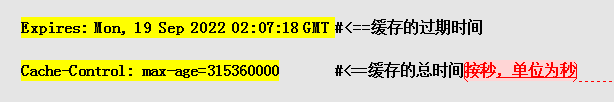 Expires: Mon, 19 Sep 2022 02:07:18 GMT #<==缓存的过期时间
Cache-Control: max-age=315360000 #<==缓存的总时间按秒，单位为秒